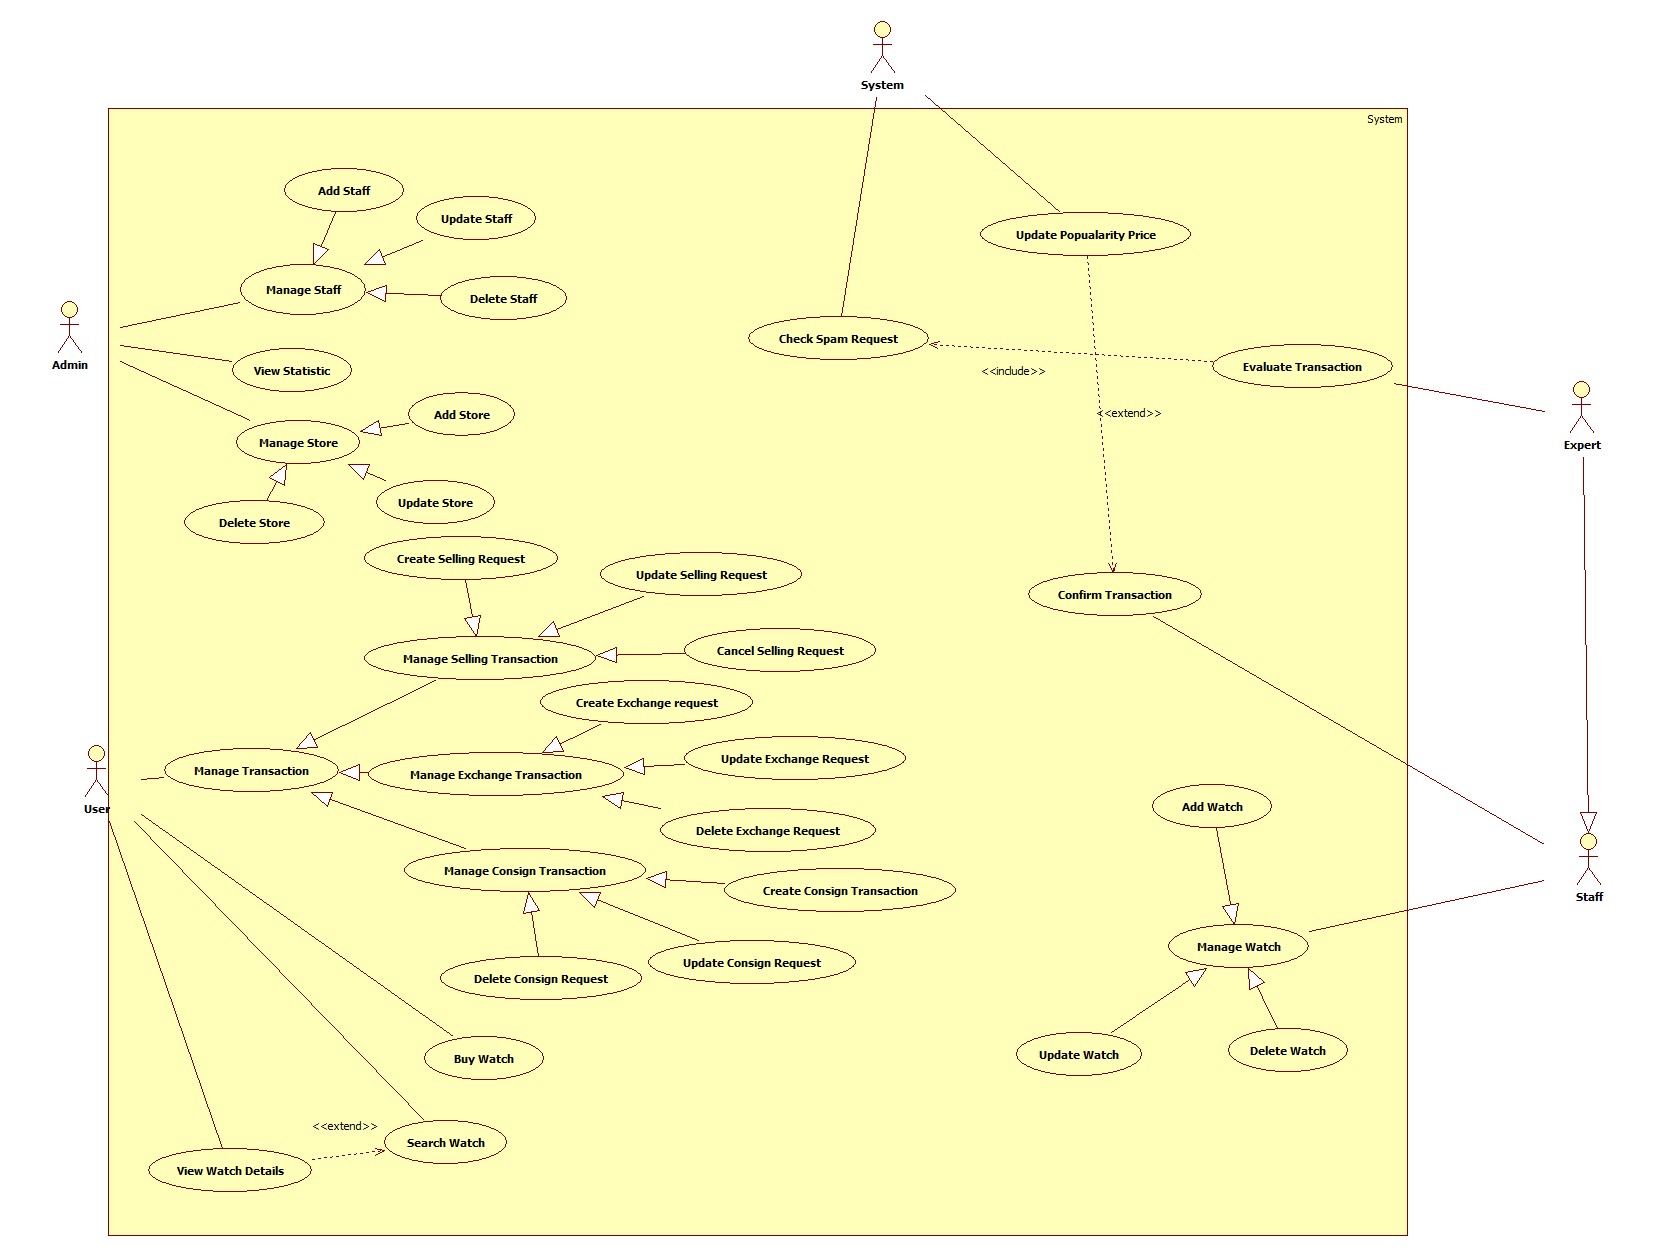 System
System
Add Staff
Update Staff
Update Popualarity Price
Manage Staff
Delete Staff
Check Spam Request
Admin
View Statistic
<<include>>
Evaluate Transaction
Add Store
<<extend>>
Manage Store
Expert
Update Store
Delete Store
Create Selling Request
Update Selling Request
Confirm Transaction
Manage Selling Transaction
Cancel Selling Request
Create Exchange request
Update Exchange Request
Manage Transaction
Manage Exchange Transaction
User
Add Watch
Delete Exchange Request
Manage Consign Transaction
Create Consign Transaction
Staff
Manage Watch
Update Consign Request
Delete Consign Request
Buy Watch
Update Watch
Delete Watch
<<extend>>
Search Watch
View Watch Details